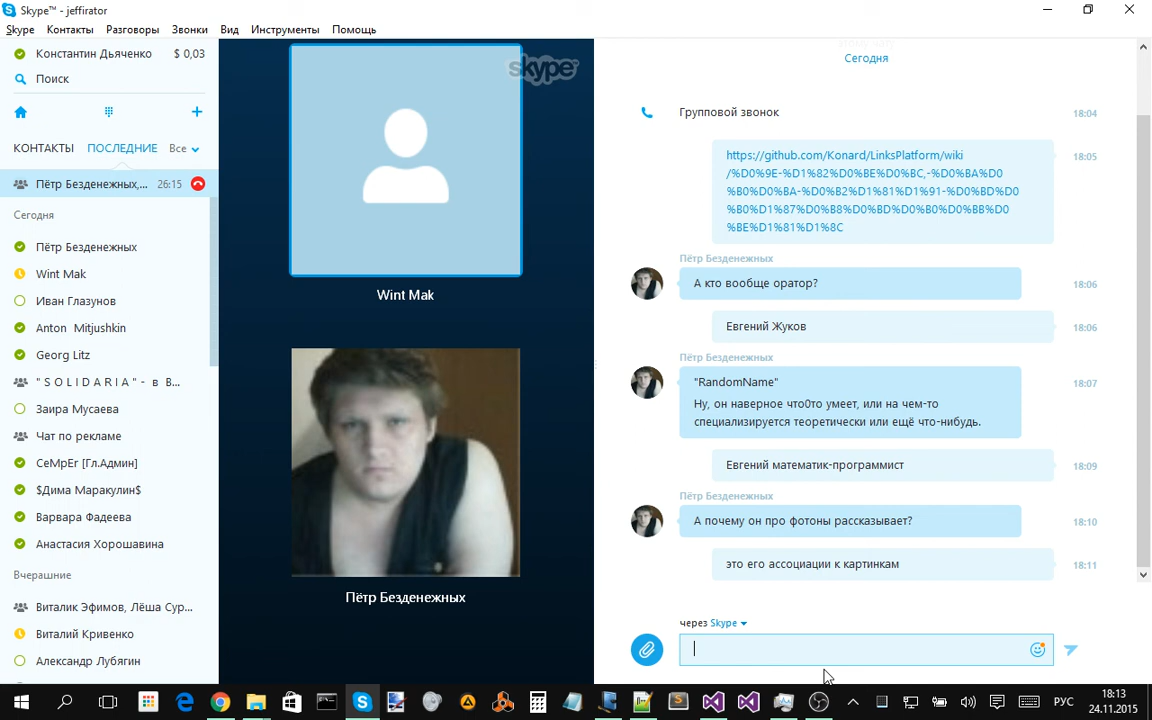 Skype™ - jeffirator
Skype Контакты Разговоры Звонки Вид Инструменты Помощь
Константин Дьяченко $ 0,03
Поиск
КОНТАКТЫ ПОСЛЕДНИЕ Все
Пётр Безденежных,... 26:15
Сегодня
Пётр Безденежных
Wint Mak
Иван Глазунов
Anton Mitjushkin
Georg Litz
" S O L I D A R I A " - в В...
Заира Мусаева
Чат по рекламе
СеМрЕr [Гл.Админ]
$Дима Маракулин$
Варвара Фадеева
Анастасия Хорошавина
Вчерашние
Виталик Ефимов, Лёша Сур...
Виталий Кривенко
Александр Лубягин
skype
Wint Mak
Пётр Безденежных
Сегодня
Групповой звонок 18:04
https://github.com/Konard/LinksPlatform/wiki 18:05
/%D0%9E-%D1%82%D0%BE%D0%BC,-%D0%BA%D0
%B0%D0%BA-%D0%B2%D1%81%D1%91-%D0%BD%D0
%B0%D1%87%D0%B8%D0%BD%D0%B0%D0%BB%D0
%BE%D1%81%D1%8C
Пётр Безденежных
А кто вообще оратор? 18:06
Евгений Жуков 18:06
Пётр Безденежных
"RandomName" 18:07
Ну, он наверное что0то умеет, или на чем-то
специализируется теоретически или ещё что-нибудь.
Евгений математик-программист 18:09
Пётр Безденежных
А почему он про фотоны рассказывает? 18:10
это его ассоциации к картинкам 18:11
через Skype
РУС
18:13
24.11.2015